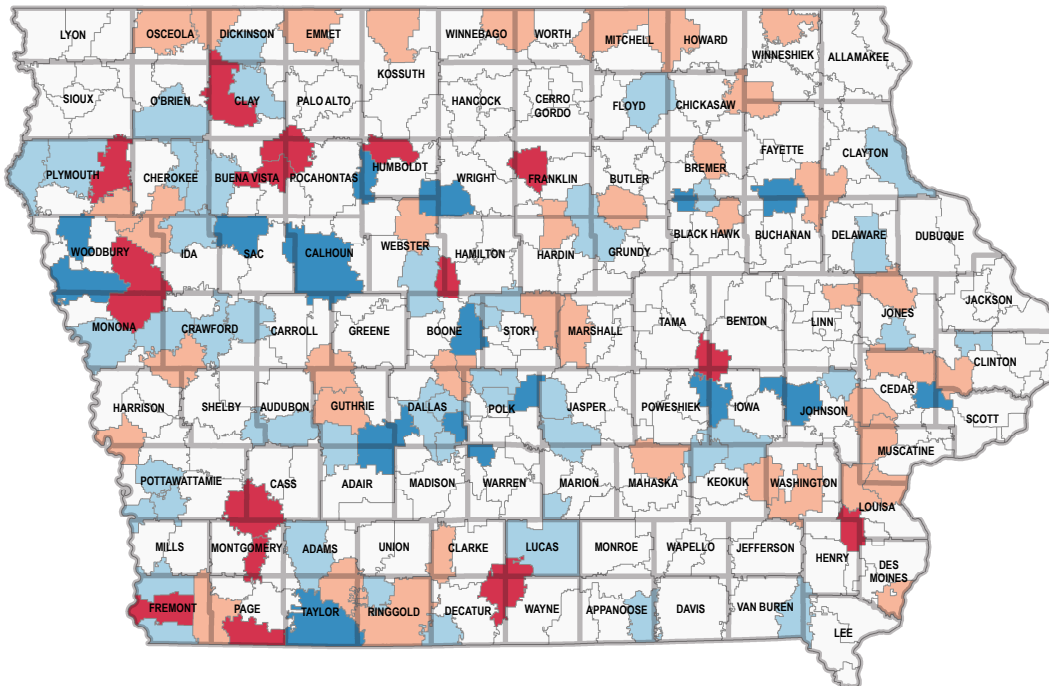 LYON
OSCEOLA
DICKINSON
EMMET
WINNEBAGO
WORTH
MITCHELL
HOWARD
WINNESHIEK
ALLAMAKEE
KOSSUTH
SIOUX
O'BRIEN
CLAY
PALO ALTO
HANCOCK
CERRO
GORDO
FLOYD
CHICKASAW
PLYMOUTH
CHEROKEE
BUENA VISTA
POCAHONTAS
HUMBOLDT
WRIGHT
FRANKLIN
BUTLER
BREMER
FAYETTE
CLAYTON
WOODBURY
IDA
SAC
CALHOUN
WEBSTER
HAMILTON
HARDIN
GRUNDY
BLACK HAWK
BUCHANAN
DELAWARE
DUBUQUE
MONONA
CRAWFORD
CARROLL
GREENE
BOONE
STORY
MARSHALL
TAMA
BENTON
LINN
JONES
JACKSON
CLINTON
HARRISON
SHELBY
AUDUBON
GUTHRIE
DALLAS
POLK
JASPER
POWESHIEK
IOWA
JOHNSON
CEDAR
SCOTT
MUSCATINE
POTTAWATTAMIE
CASS
ADAIR
MADISON
WARREN
MARION
MAHASKA
KEOKUK
WASHINGTON
LOUISA
MILLS
MONTGOMERY
ADAMS
UNION
CLARKE
LUCAS
MONROE
WAPELLO
JEFFERSON
HENRY
DES
MOINES
FREMONT
PAGE
TAYLOR
RINGGOLD
DECATUR
WAYNE
APPANOOSE
DAVIS
VAN BUREN
LEE